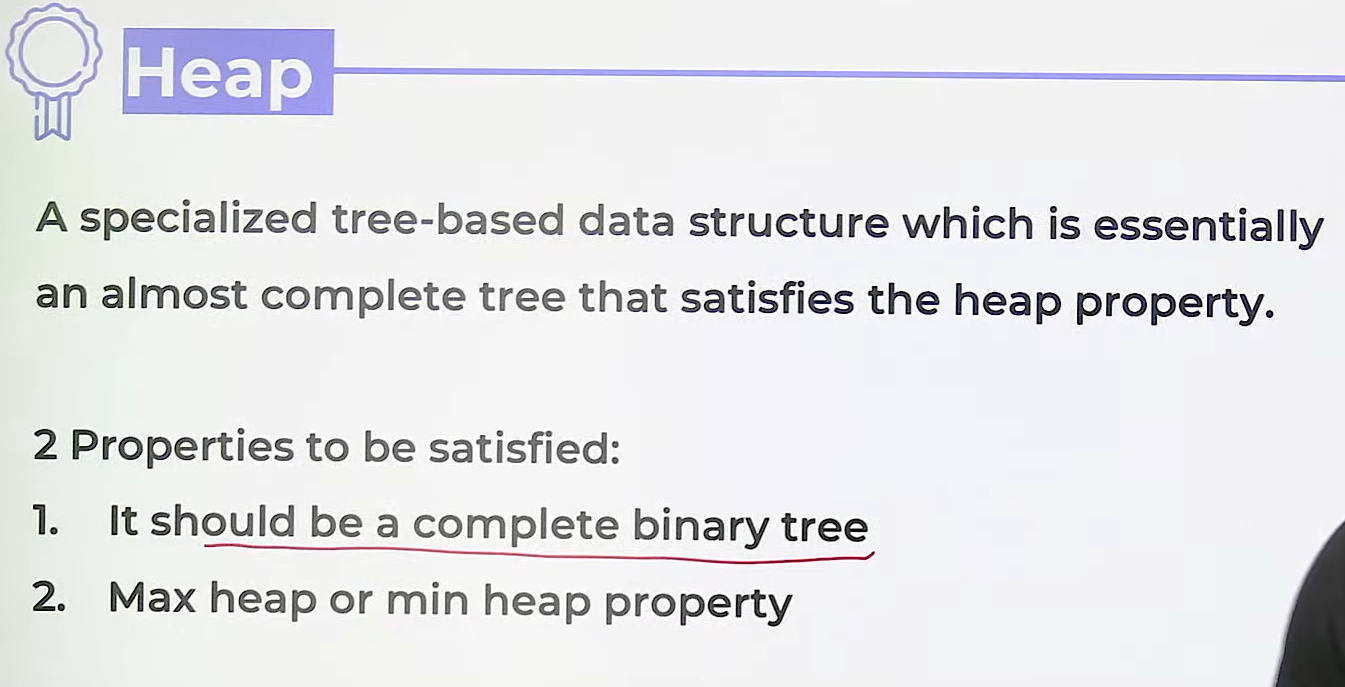 Heap
A specialized tree-based data structure which is essentially
an almost complete tree that satisfies the heap property.
2 Properties to be satisfied:
1. It should be a complete binary tree
2. Max heap or min heap property